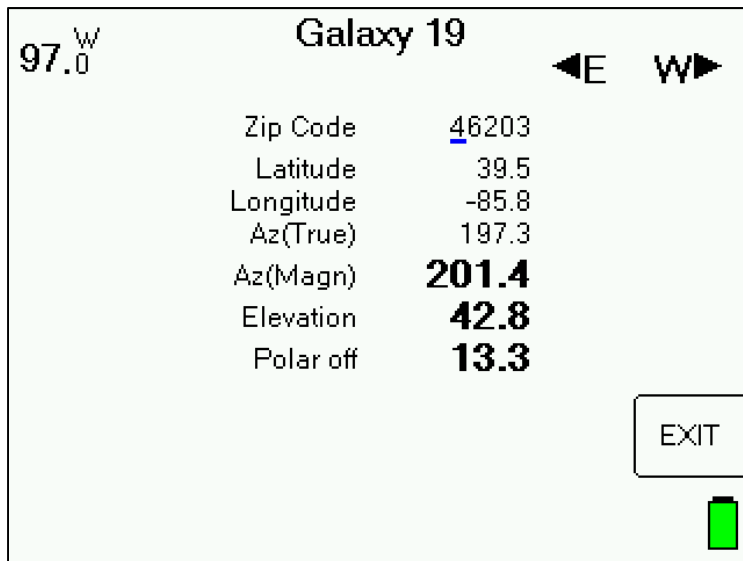 Galaxy 19
97.0 W
◀E W▶
Zip Code 46203
Latitude 39.5
Longitude -85.8
Az(True) 197.3
Az(Magn) 201.4
Elevation 42.8
Polar off 13.3
EXIT